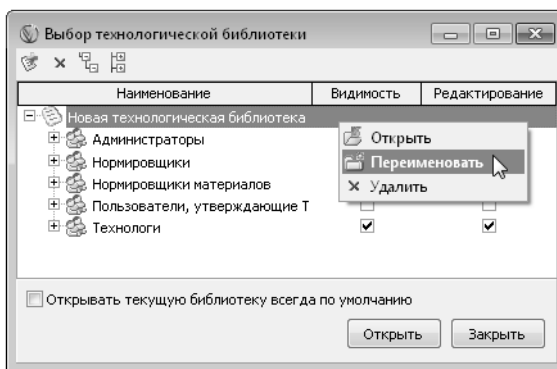 Выбор технологической библиотеки
Наименование Видимость Редактирование
Новая технологическая библиотека
Администраторы
Нормировщики
Нормировщики материалов
Пользователи, утверждающие Т
Технологи
Открыть
Переименовать
Удалить
Открывать текущую библиотеку всегда по умолчанию
Открыть Закрыть